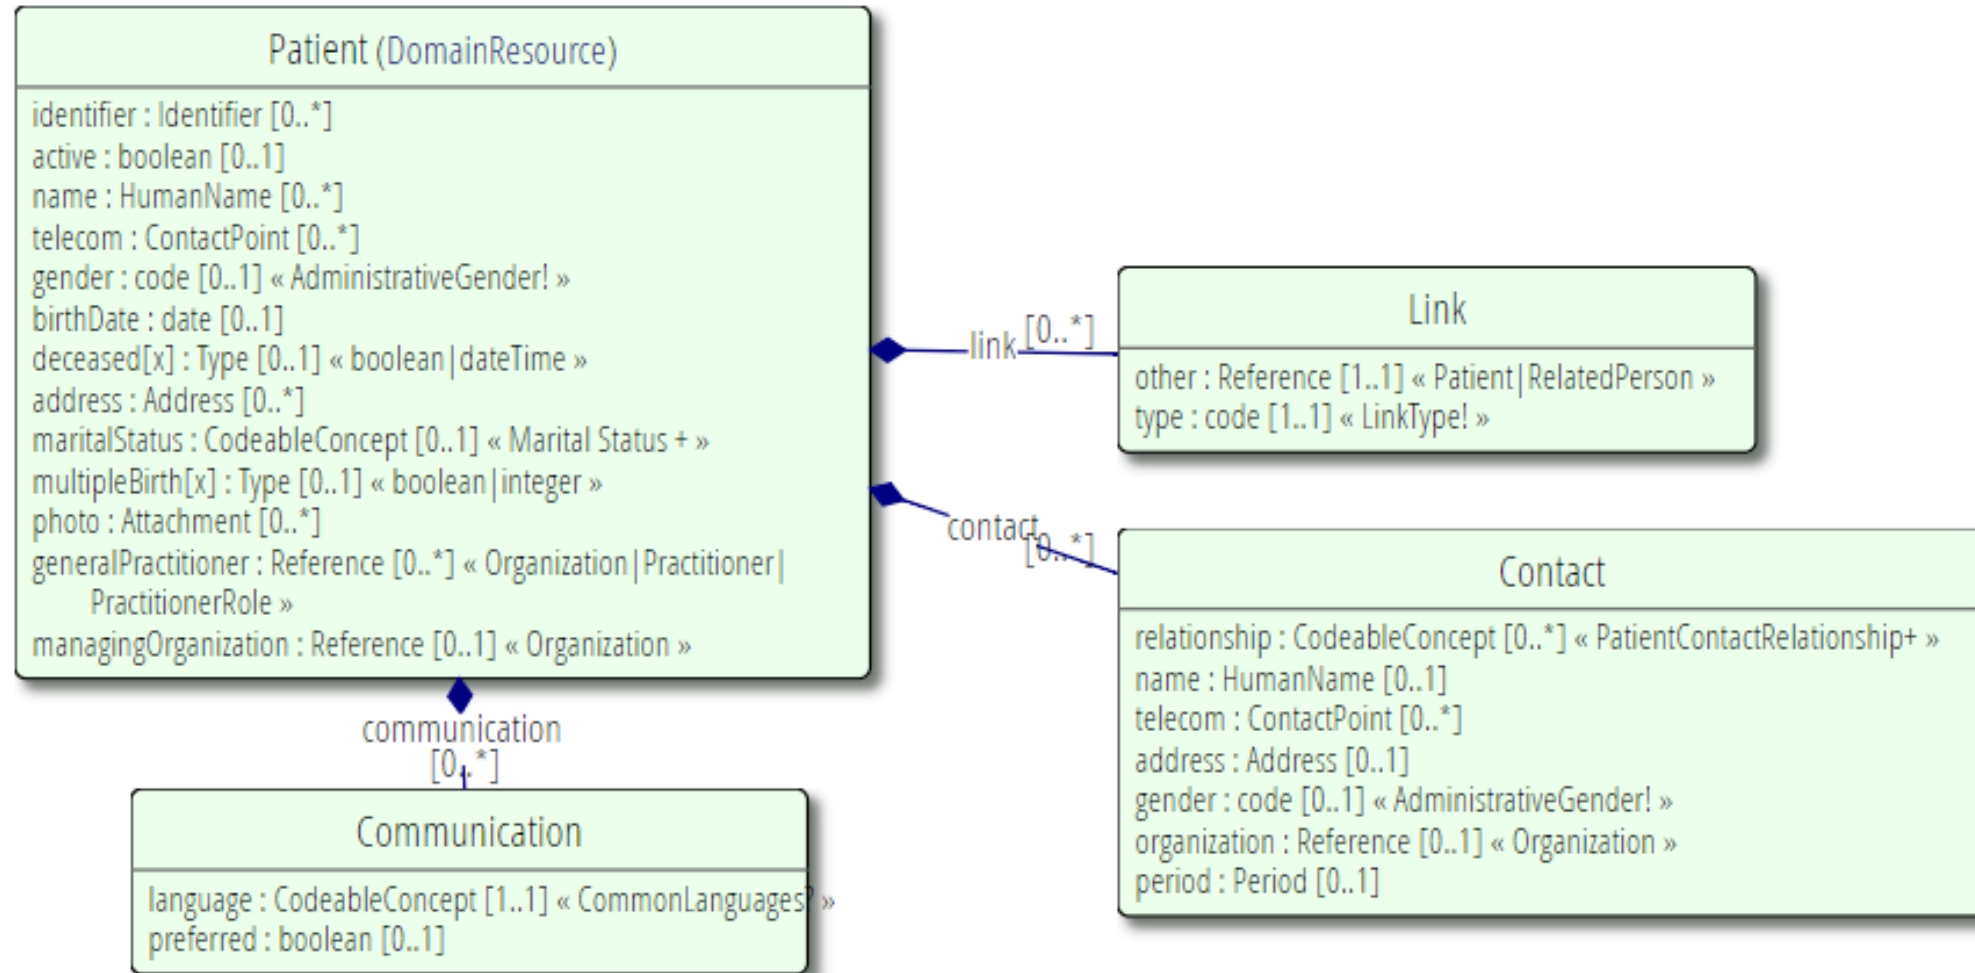 Patient (DomainResource)
identifier : Identifier [0..*]
active : boolean [0..1]
name : HumanName [0..*]
telecom : ContactPoint [0..*]
gender : code [0..1] « AdministrativeGender! »
birthDate : date [0..1]
deceased[x] : Type [0..1] « boolean|dateTime »
address : Address [0..*]
maritalStatus : CodeableConcept [0..1] « Marital Status + »
multipleBirth[x] : Type [0..1] « boolean|integer »
photo : Attachment [0..*]
generalPractitioner : Reference [0..*] « Organization|Practitioner|
PractitionerRole »
managingOrganization : Reference [0..1] « Organization »
link [0..*]
Link
other : Reference [1..1] « Patient|RelatedPerson »
type : code [1..1] « LinkType! »
contact
[0..*]
Contact
relationship : CodeableConcept [0..*] « PatientContactRelationship+ »
name : HumanName [0..1]
telecom : ContactPoint [0..*]
address : Address [0..1]
gender : code [0..1] « AdministrativeGender! »
organization : Reference [0..1] « Organization »
period : Period [0..1]
communication
[0..*]
Communication
language : CodeableConcept [1..1] « CommonLanguages? »
preferred : boolean [0..1]